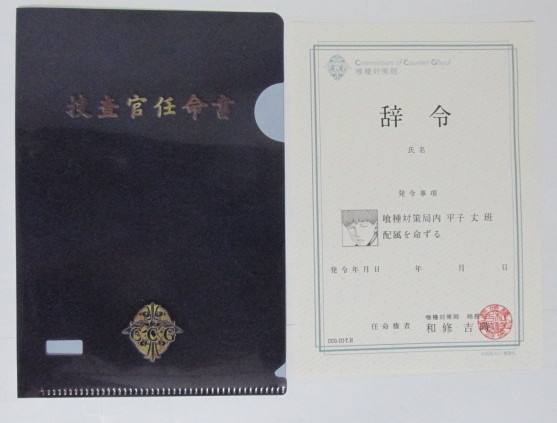 捜査官任命書
CCG
Commission of Counter Ghoul
喰種対策局
辞令
氏名
発令事項
喰種対策局内 平子 丈 班
配属を命ずる
発令年月日 年 月 日
喰種対策局 局長
任命権者 和修吉時